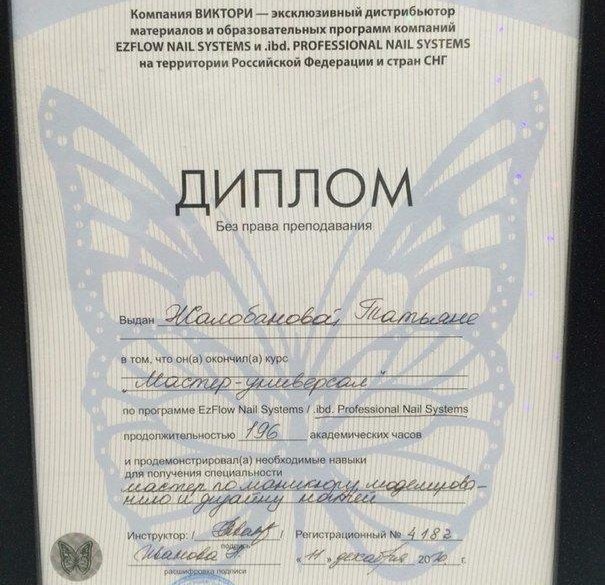 Компания ВИКТОРИ — эксклюзивный дистрибьютор
материалов и образовательных программ компаний
EZFLOW NAIL SYSTEMS и .ibd. PROFESSIONAL NAIL SYSTEMS
на территории Российской Федерации и стран СНГ
ДИПЛОМ
Без права преподавания
Выдан Жалобановой Татьяне
в том, что он(а) окончил(а) курс
"Мастер-универсал"
по программе EzFlow Nail Systems / .ibd. Professional Nail Systems
продолжительностью 196 академических часов
и продемонстрировал(а) необходимые навыки
для получения специальности
мастер по маникюру моделирова-
нию и дизайну ногтей
Инструктор: / / Регистрационный № 4182
подпись
Иванова « 11 » декабря 20 г.
расшифровка подписи